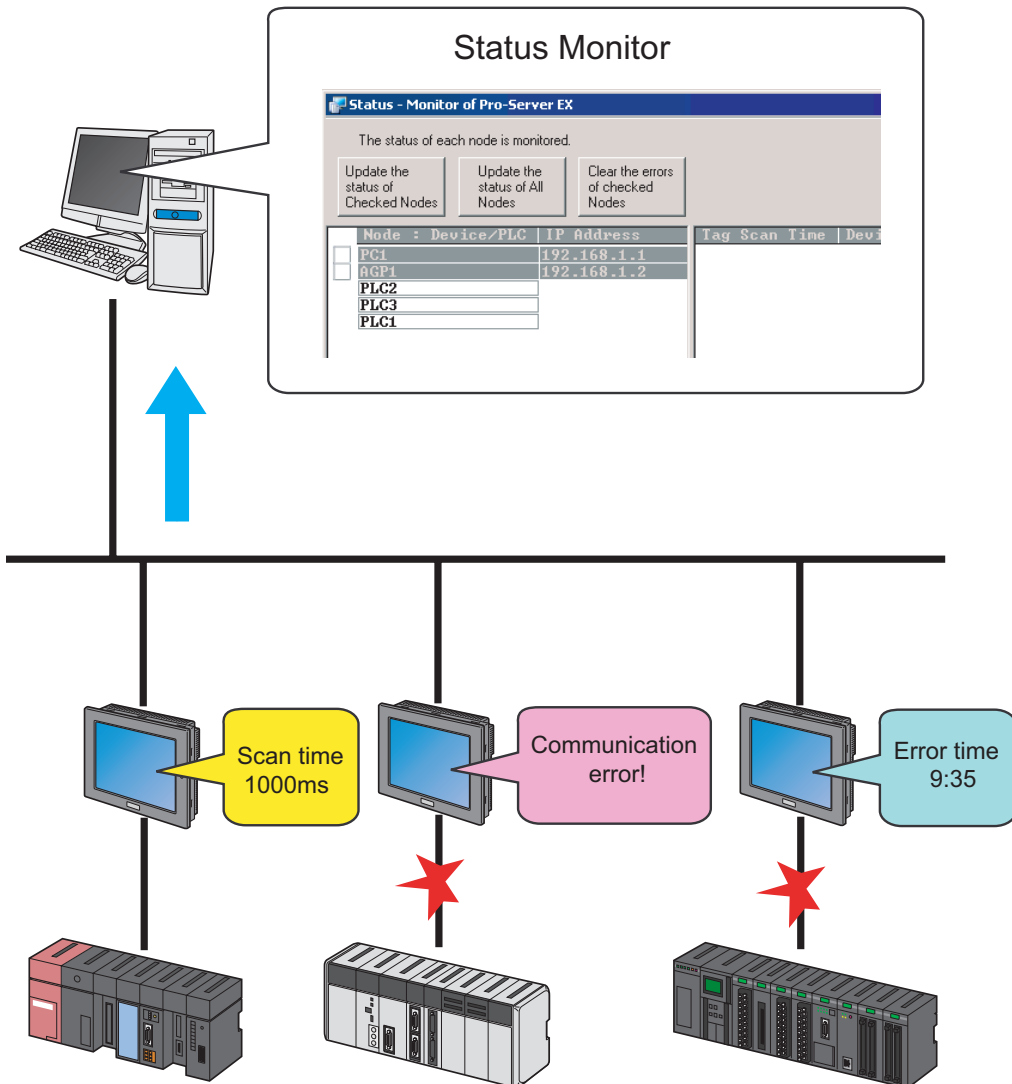 Status Monitor
Status - Monitor of Pro-Server EX
The status of each node is monitored.
Update the
status of
Checked Nodes
Update the
status of All
Nodes
Clear the errors
of checked
Nodes
Node : Device/PLC IP Address Tag Scan Time Devi
PC1 192.168.1.1
AGP1 192.168.1.2
PLC2
PLC3
PLC1
Scan time
1000ms
Communication
error!
Error time
9:35